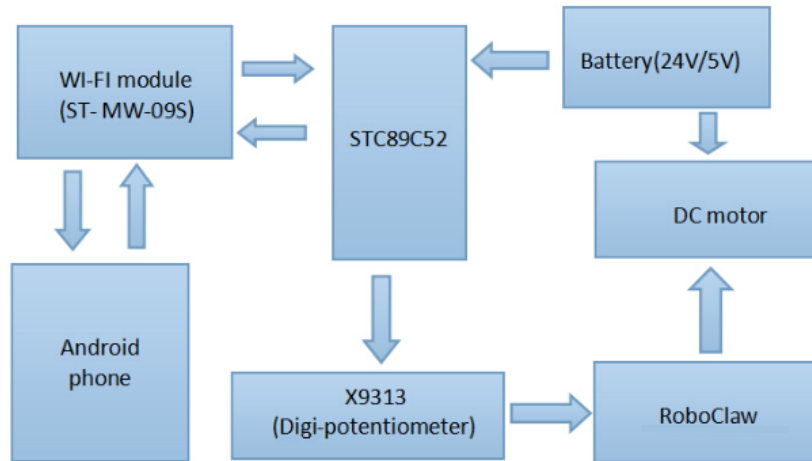 WI-FI module
(ST- MW-09S)
STC89C52
Battery(24V/5V)
DC motor
Android
phone
X9313
(Digi-potentiometer)
RoboClaw